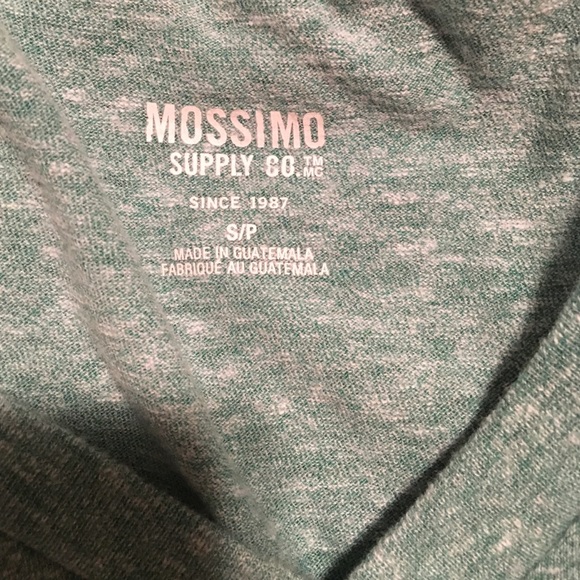 MOSSIMO
SUPPLY CO.™ MC
SINCE 1987
S/P
MADE IN GUATEMALA
FABRIQUÉ AU GUATEMALA